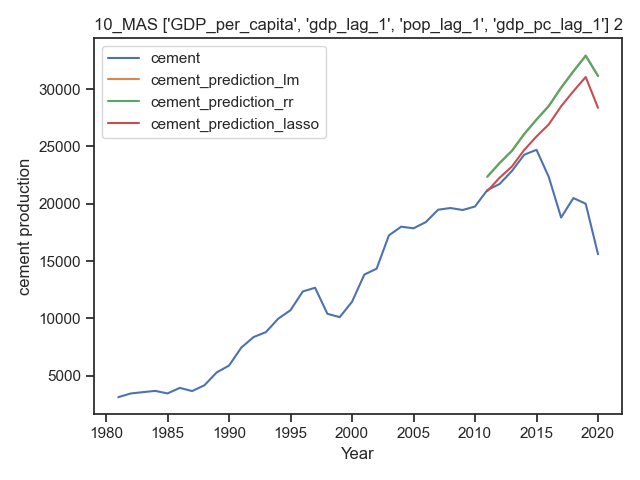 10_MAS ['GDP_per_capita', 'gdp_lag_1', 'pop_lag_1', 'gdp_pc_lag_1'] 2
cement
cement_prediction_lm
cement_prediction_rr
cement_prediction_lasso
cement production
30000
25000
20000
15000
10000
5000
1980 1985 1990 1995 2000 2005 2010 2015 2020
Year